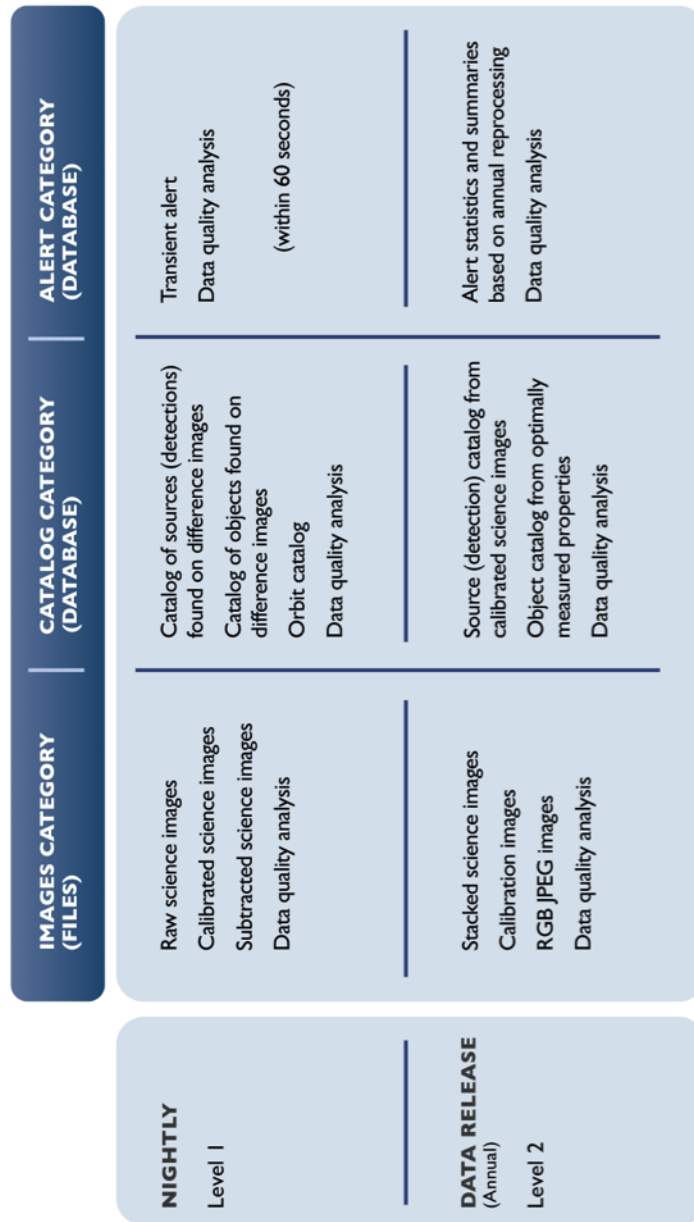 IMAGES CATEGORY
(FILES)
CATALOG CATEGORY
(DATABASE)
ALERT CATEGORY
(DATABASE)
NIGHTLY
Level 1
Raw science images
Calibrated science images
Subtracted science images
Data quality analysis
Catalog of sources (detections)
found on difference images
Catalog of objects found on
difference images
Orbit catalog
Data quality analysis
Transient alert
Data quality analysis
(within 60 seconds)
DATA RELEASE
(Annual)
Level 2
Stacked science images
Calibration images
RGB JPEG images
Data quality analysis
Source (detection) catalog from
calibrated science images
Object catalog from optimally
measured properties
Data quality analysis
Alert statistics and summaries
based on annual reprocessing
Data quality analysis